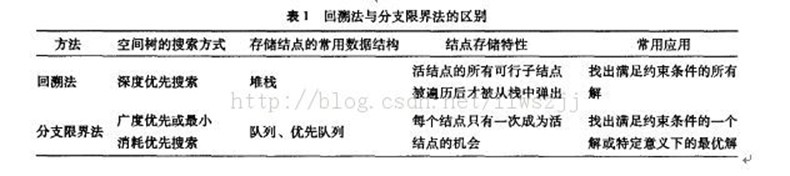 表1 回溯法与分支限界法的区别
方法 空间树的搜索方式 存储结点的常用数据结构 结点存储特性 常用应用
回溯法 深度优先搜索 堆栈 活结点的所有可行子结点被遍历后才被从栈中弹出 找出满足约束条件的所有解
分支限界法 广度优先或最小消耗优先搜索 队列、优先队列 每个结点只有一次成为活结点的机会 找出满足约束条件的一个解或特定意义下的最优解
http://blog.csdn.net/liwszjj